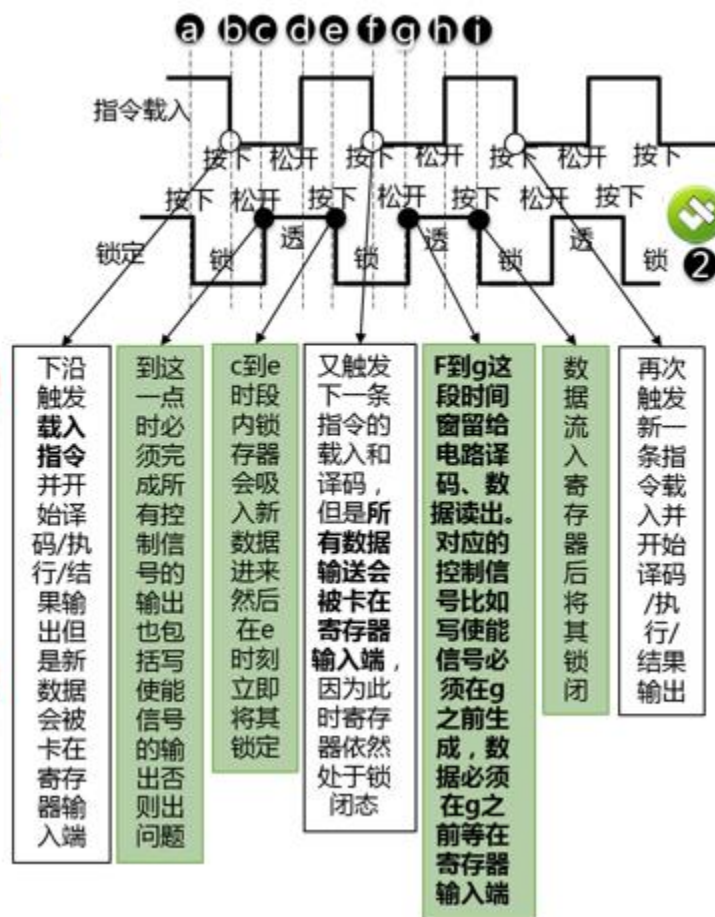 a b c d e f g h i
指令载入
按下 松开 按下 松开 按下 松开 按下
按下 松开 按下 松开 按下 松开 按下
锁定 锁 透 锁 透 锁 透 锁
2
下沿
触发
载入
指令
并开
始译
码/执
行/结
果输
出但
是新
数据
会被
卡在
寄存
器输
入端
到这
一点
时必
须完
成所
有控
制信
号的
输出
也包
括写
使能
信号
的输
出否
则出
问题
c到e
时段
内锁
存器
会吸
入新
数据
进来
然后
在e
时刻
立即
将其
锁定
又触发
下一条
指令的
载入和
译码，
但是所
有数据
输送会
被卡在
寄存器
输入端，
因为此
时寄存
器依然
处于锁
闭态
F到g这
段时间
窗留给
电路译
码、数
据读出。
对应的
控制信
号比如
写使能
信号必
须在g
之前生
成，数
据必须
在g之
前等在
寄存器
输入端
数
据
流
入
寄
存
器
后
将
其
锁
闭
再次
触发
新一
条指
令载
入并
开始
译码
/执
行/
结果
输出